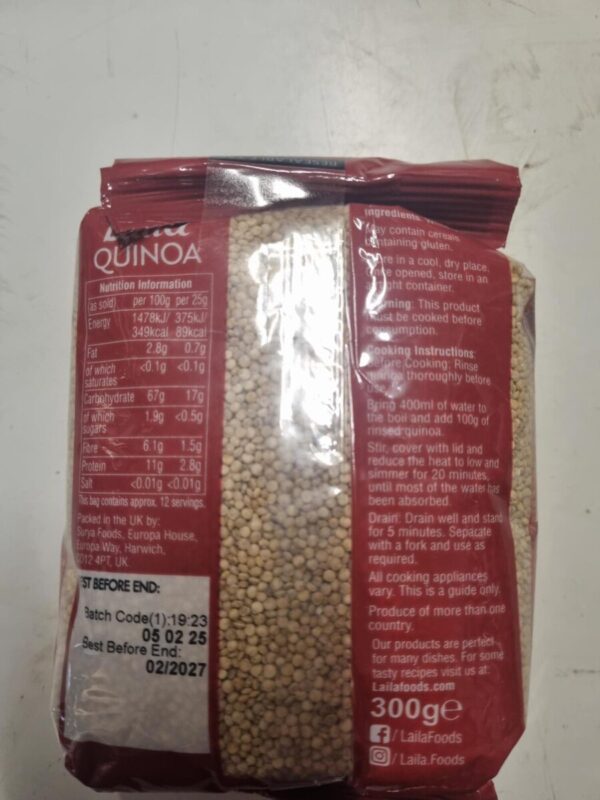 QUINOA
Nutrition Information
(as sold) per 100g per 25g
Energy 1478kJ/ 375kJ/
349kcal 89kcal
Fat 2.8g 0.7g
of which <0.1g <0.1g
saturates
Carbohydrate 67g 17g
of which 1.9g <0.5g
sugars
Fibre 6.1g 1.5g
Protein 11g 2.8g
Salt <0.01g <0.01g
This bag contains approx. 12 servings.
Packed in the UK by:
Surya Foods, Europa House,
Europa Way, Harwich,
CO12 4PT, UK.
BEFORE END:
Batch Code(1):19:23
05 02 25
Best Before End:
02/2027
Ingredients:
May contain cereals
containing gluten.
in a cool, dry place.
opened, store in an
container.
This product
must be cooked before
consumption.
Cooking Instructions
Before Cooking: Rinse
quinoa thoroughly before
Bring 400ml of water to
the boil and add 100g of
rinsed quinoa.
Stir, cover with lid and
reduce the heat to low and
simmer for 20 minutes,
until most of the water has
been absorbed.
Drain: Drain well and stand
for 5 minutes. Separate
with a fork and use as
required.
All cooking appliances
vary. This is a guide only.
Produce of more than one
country.
Our products are perfect
for many dishes. For some
tasty recipes visit us at:
Lailafoods.com
300g℮
/LailaFoods
/Laila.Foods